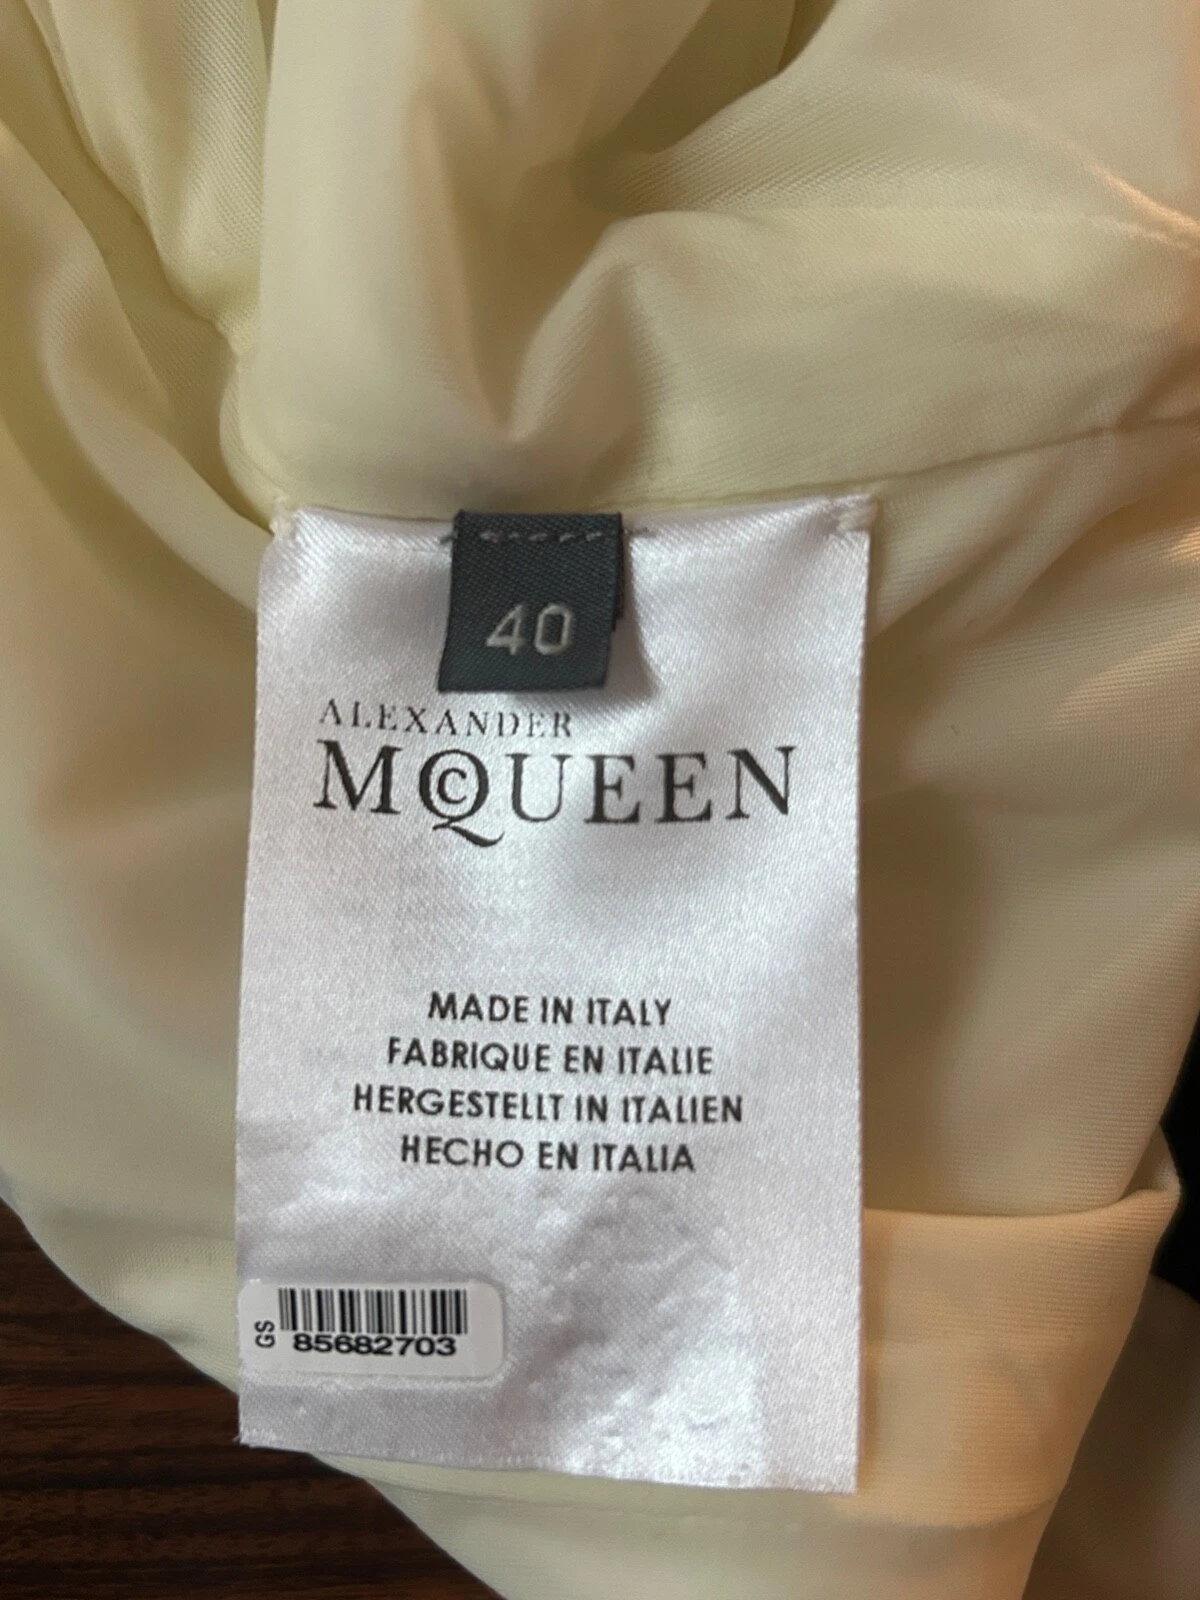 40
ALEXANDER
McQUEEN
MADE IN ITALY
FABRIQUE EN ITALIE
HERGESTELLT IN ITALIEN
HECHO EN ITALIA
GS
85682703